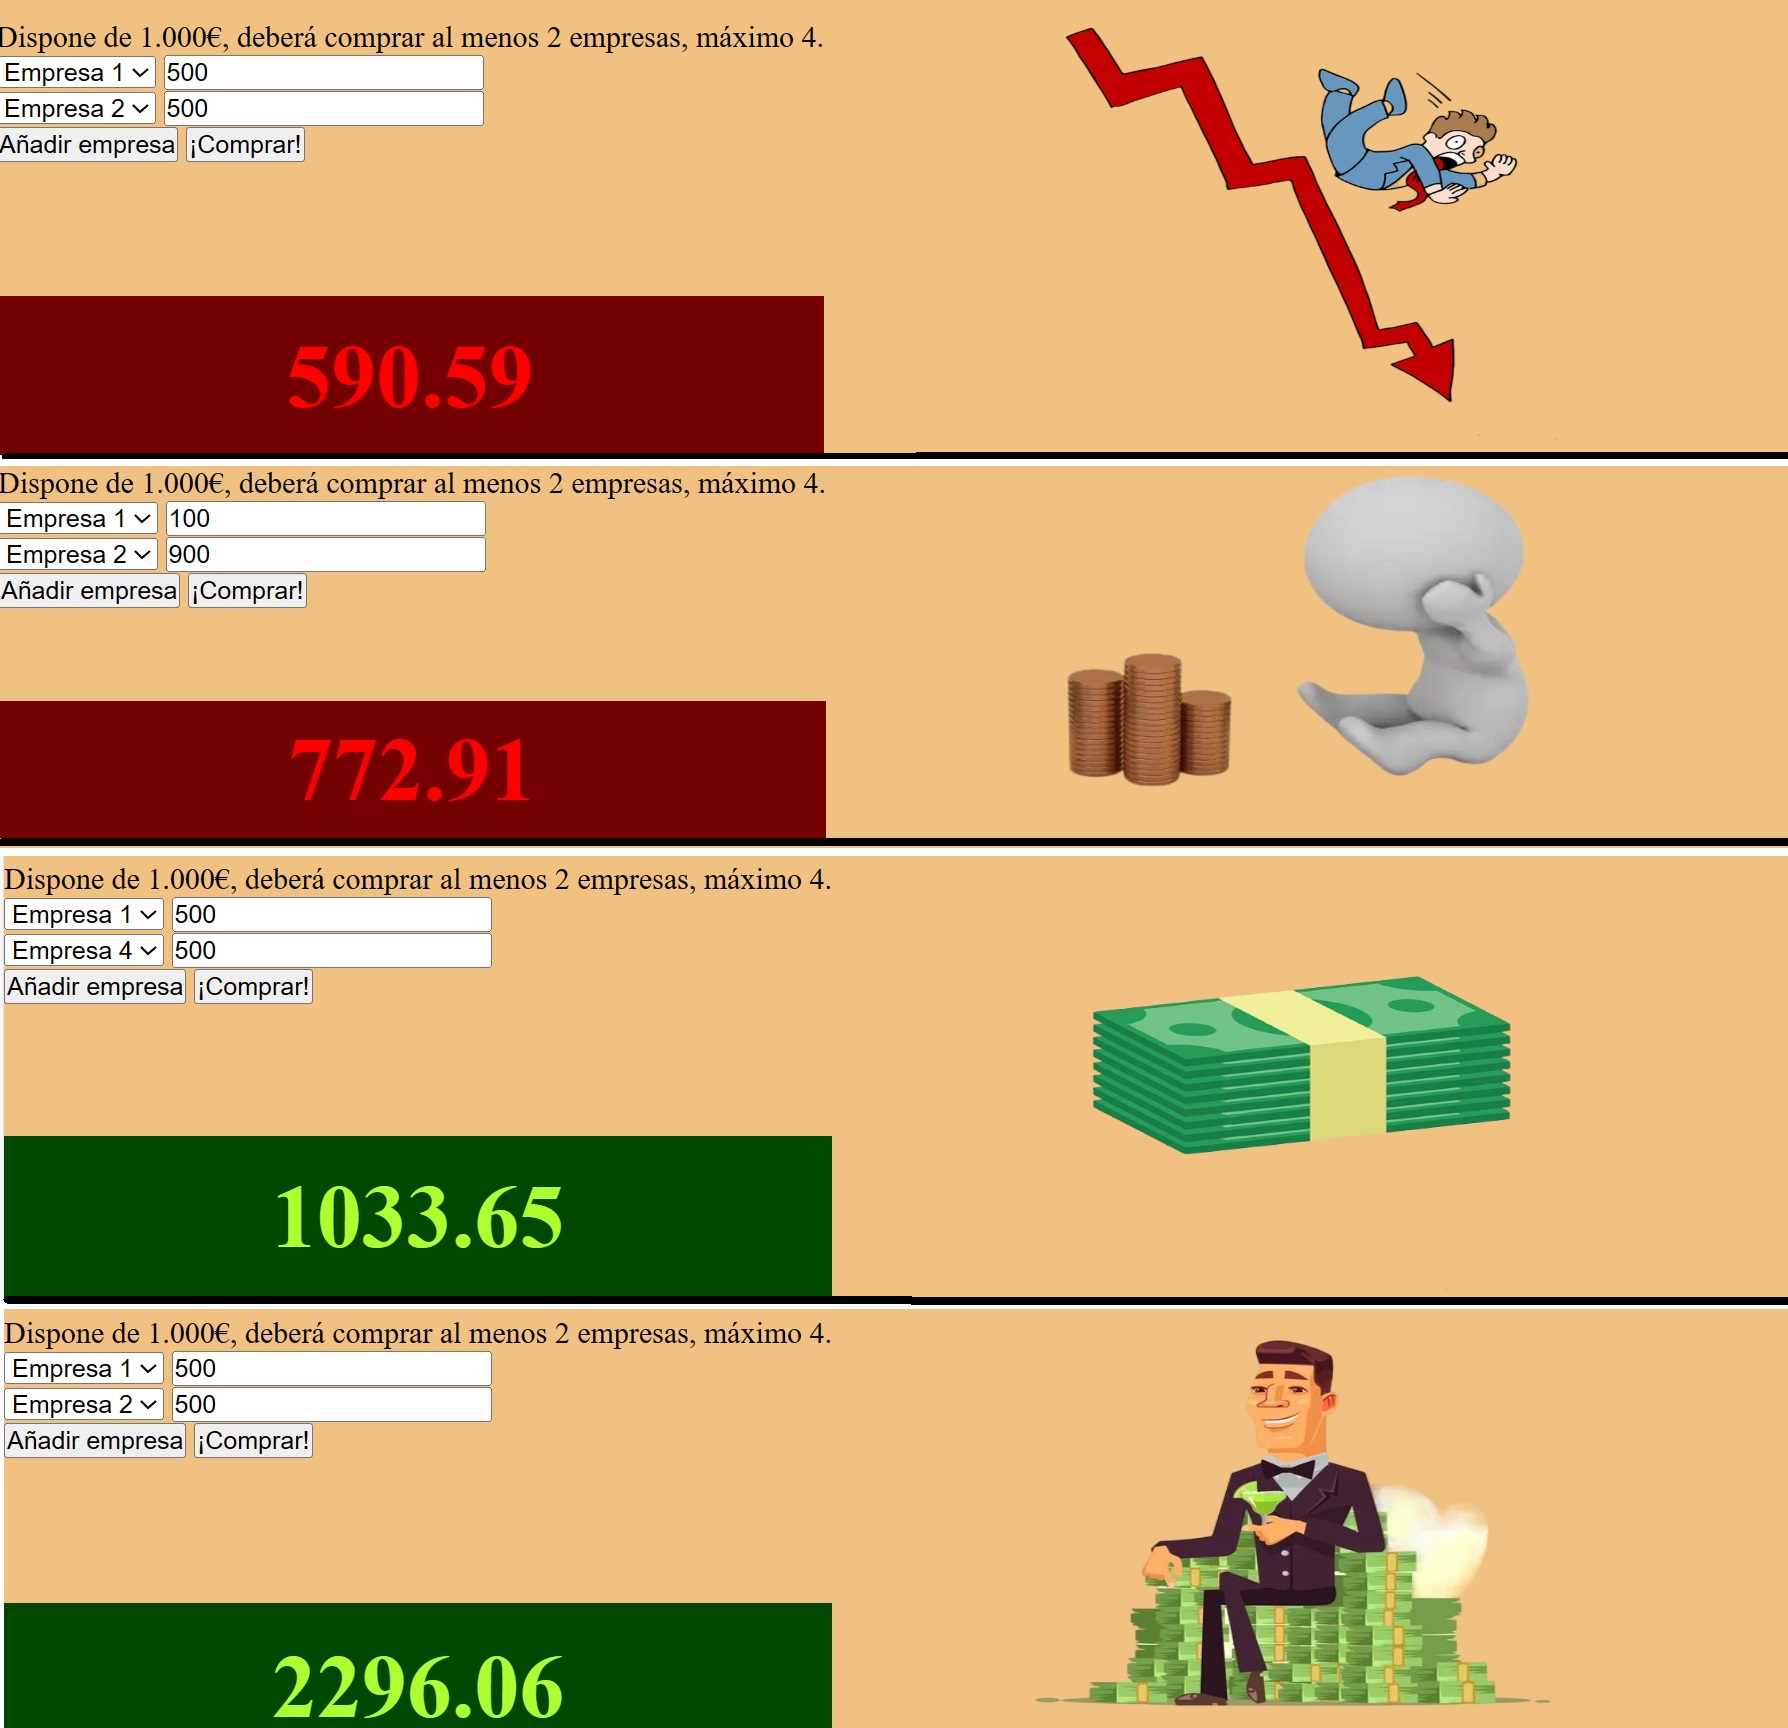 Dispone de 1.000€, deberá comprar al menos 2 empresas, máximo 4.
Empresa 1 500
Empresa 2 500
Añadir empresa ¡Comprar!
590.59
Dispone de 1.000€, deberá comprar al menos 2 empresas, máximo 4.
Empresa 1 100
Empresa 2 900
Añadir empresa ¡Comprar!
772.91
Dispone de 1.000€, deberá comprar al menos 2 empresas, máximo 4.
Empresa 1 500
Empresa 4 500
Añadir empresa ¡Comprar!
1033.65
Dispone de 1.000€, deberá comprar al menos 2 empresas, máximo 4.
Empresa 1 500
Empresa 2 500
Añadir empresa ¡Comprar!
2296.06